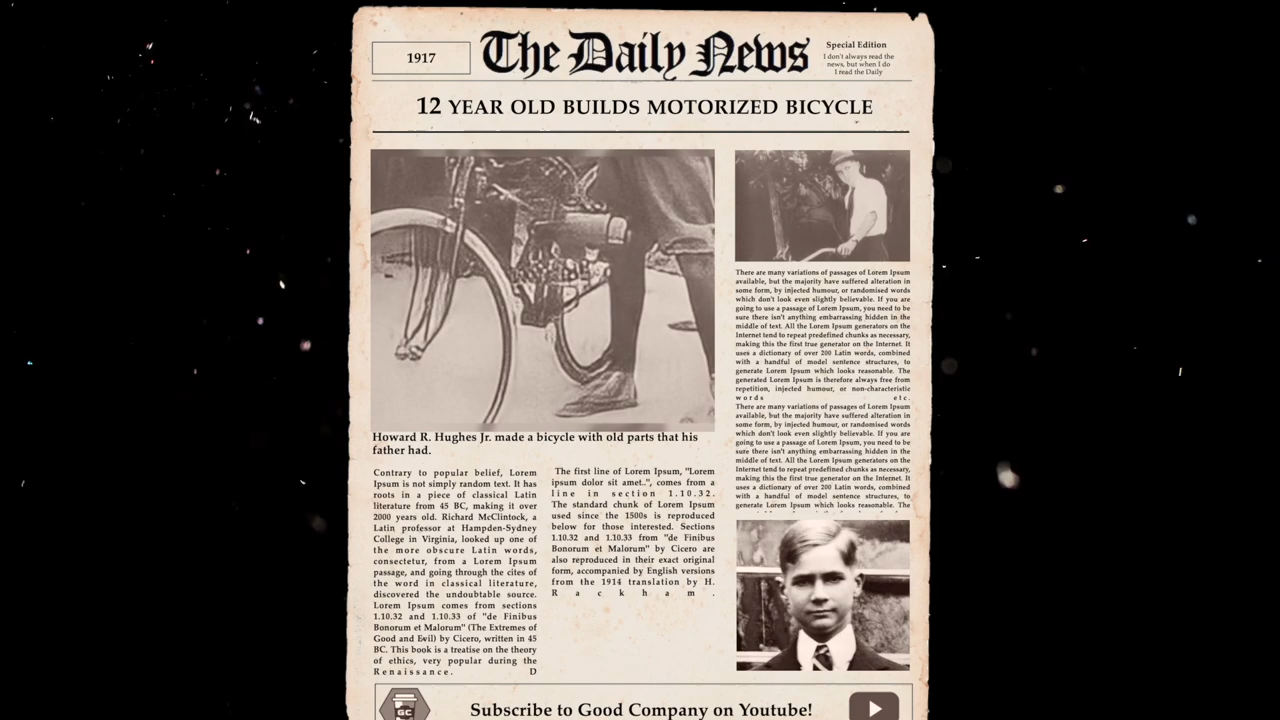 1917
The Daily News
Special Edition
I don't always read the
news, but when I do
I read the Daily
12 YEAR OLD BUILDS MOTORIZED BICYCLE
Howard R. Hughes Jr. made a bicycle with old parts that his
father had.
Contrary to popular belief, Lorem
Ipsum is not simply random text. It has
roots in a piece of classical Latin
literature from 45 BC, making it over
2000 years old. Richard McClintock, a
Latin professor at Hampden-Sydney
College in Virginia, looked up one of
the more obscure Latin words,
consectetur, from a Lorem Ipsum
passage, and going through the cites of
the word in classical literature,
discovered the undoubtable source.
Lorem Ipsum comes from sections
1.10.32 and 1.10.33 of "de Finibus
Bonorum et Malorum" (The Extremes of
Good and Evil) by Cicero, written in 45
BC. This book is a treatise on the theory
of ethics, very popular during the
Renaissance. D
The first line of Lorem Ipsum, "Lorem
ipsum dolor sit amet..", comes from a
line in section 1.10.32.
The standard chunk of Lorem Ipsum
used since the 1500s is reproduced
below for those interested. Sections
1.10.32 and 1.10.33 from "de Finibus
Bonorum et Malorum" by Cicero are
also reproduced in their exact original
form, accompanied by English versions
from the 1914 translation by H.
Rackham.
There are many variations of passages of Lorem Ipsum
available, but the majority have suffered alteration in
some form, by injected humour, or randomised words
which don't look even slightly believable. If you are
going to use a passage of Lorem Ipsum, you need to be
sure there isn't anything embarrassing hidden in the
middle of text. All the Lorem Ipsum generators on the
Internet tend to repeat predefined chunks as necessary,
making this the first true generator on the Internet. It
uses a dictionary of over 200 Latin words, combined
with a handful of model sentence structures, to
generate Lorem Ipsum which looks reasonable. The
generated Lorem Ipsum is therefore always free from
repetition, injected humour, or non-characteristic
words etc.
There are many variations of passages of Lorem Ipsum
available, but the majority have suffered alteration in
some form, by injected humour, or randomised words
which don't look even slightly believable. If you are
going to use a passage of Lorem Ipsum, you need to be
sure there isn't anything embarrassing hidden in the
middle of text. All the Lorem Ipsum generators on the
Internet tend to repeat predefined chunks as necessary,
making this the first true generator on the Internet. It
uses a dictionary of over 200 Latin words, combined
with a handful of model sentence structures, to
generate Lorem Ipsum which looks reasonable. The
GC
Subscribe to Good Company on Youtube!